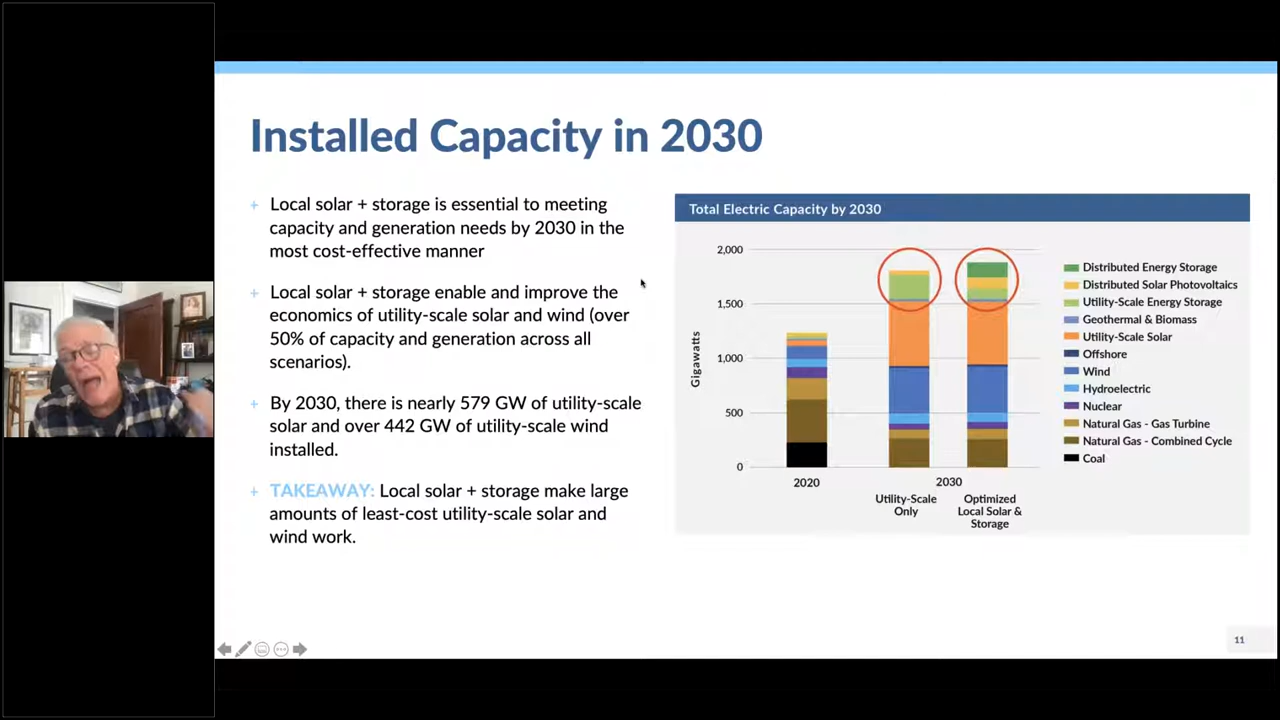 Installed Capacity in 2030
+ Local solar + storage is essential to meeting
capacity and generation needs by 2030 in the
most cost-effective manner
+ Local solar + storage enable and improve the
economics of utility-scale solar and wind (over
50% of capacity and generation across all
scenarios).
+ By 2030, there is nearly 579 GW of utility-scale
solar and over 442 GW of utility-scale wind
installed.
+ TAKEAWAY: Local solar + storage make large
amounts of least-cost utility-scale solar and
wind work.
Total Electric Capacity by 2030
Gigawatts
2,000
1,500
1,000
500
0
2020
2030
Utility-Scale
Only
Optimized
Local Solar &
Storage
Distributed Energy Storage
Distributed Solar Photovoltaics
Utility-Scale Energy Storage
Geothermal & Biomass
Utility-Scale Solar
Offshore
Wind
Hydroelectric
Nuclear
Natural Gas - Gas Turbine
Natural Gas - Combined Cycle
Coal
11